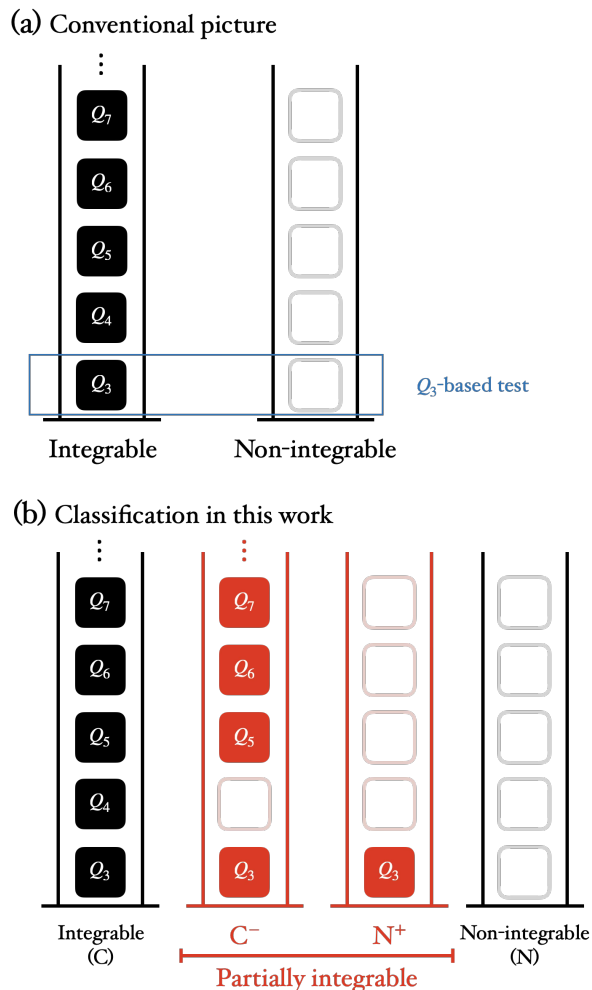 (a) Conventional picture
⋮
Q₇
Q₆
Q₅
Q₄
Q₃
Q₃-based test
Integrable
Non-integrable
(b) Classification in this work
⋮ ⋮
Q₇ Q₇
Q₆ Q₆
Q₅ Q₅
Q₄
Q₃ Q₃ Q₃
Integrable
(C)
C⁻
N⁺
Non-integrable
(N)
Partially integrable